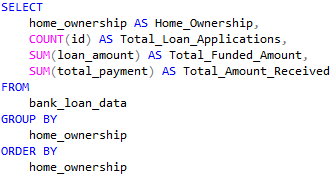 SELECT
home_ownership AS Home_Ownership,
COUNT(id) AS Total_Loan_Applications,
SUM(loan_amount) AS Total_Funded_Amount,
SUM(total_payment) AS Total_Amount_Received
FROM
bank_loan_data
GROUP BY
home_ownership
ORDER BY
home_ownership